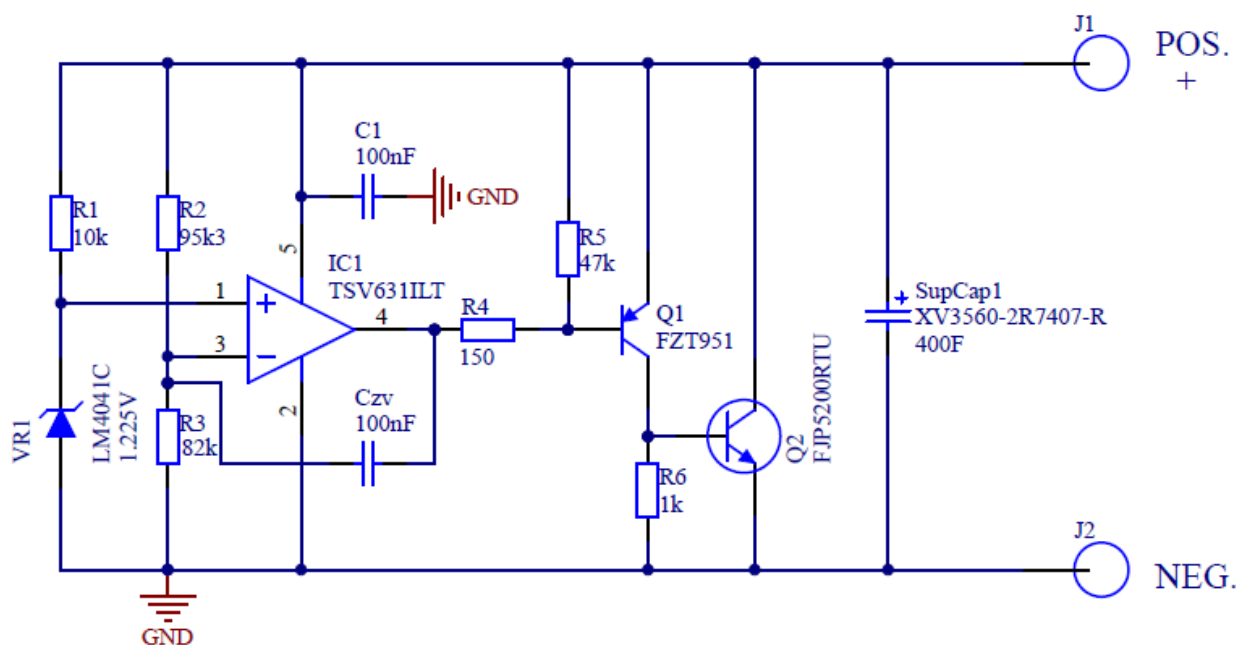 J1
POS.
+
C1
100nF
GND
R1
10k
R2
95k3
5
IC1
TSV631ILT
1
3
4
2
R4
150
R5
47k
Q1
FZT951
SupCap1
XV3560-2R7407-R
400F
VR1
LM4041C
1.225V
R3
82k
Czv
100nF
R6
1k
Q2
FJP5200RTU
J2
NEG.
GND